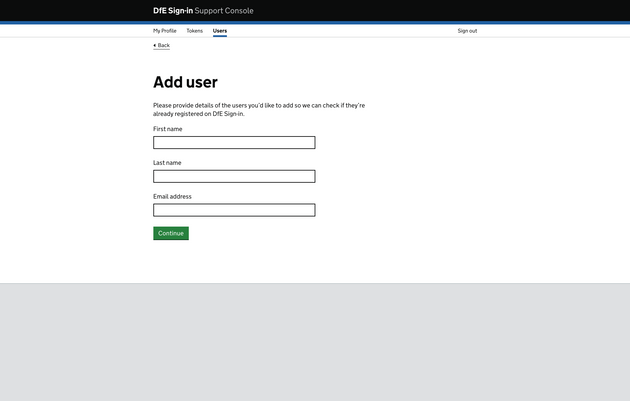 DfE Sign-in Support Console
My Profile Tokens Users Sign out
Back
Add user
Please provide details of the users you'd like to add so we can check if they're
already registered on DfE Sign-in.
First name
Last name
Email address
Continue